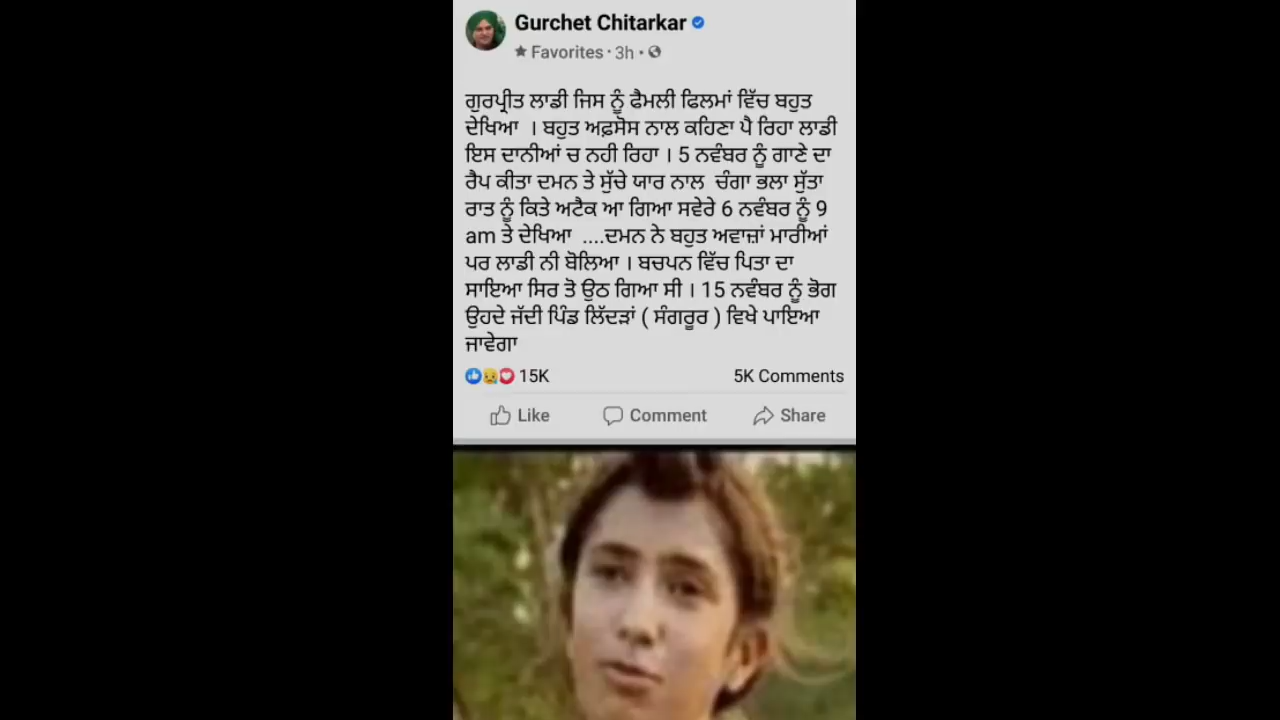 Gurchet Chitarkar
Favorites · 3h ·
ਗੁਰਪ੍ਰੀਤ ਲਾਡੀ ਜਿਸ ਨੂੰ ਫੈਮਲੀ ਫਿਲਮਾਂ ਵਿੱਚ ਬਹੁਤ
ਦੇਖਿਆ । ਬਹੁਤ ਅਫ਼ਸੋਸ ਨਾਲ ਕਹਿਣਾ ਪੈ ਰਿਹਾ ਲਾਡੀ
ਇਸ ਦਾਨੀਆਂ ਚ ਨਹੀ ਰਿਹਾ । 5 ਨਵੰਬਰ ਨੂੰ ਗਾਣੇ ਦਾ
ਰੈਪ ਕੀਤਾ ਦਮਨ ਤੇ ਸੁੱਚੇ ਯਾਰ ਨਾਲ ਚੰਗਾ ਭਲਾ ਸੁੱਤਾ
ਰਾਤ ਨੂੰ ਕਿਤੇ ਅਟੈਕ ਆ ਗਿਆ ਸਵੇਰੇ 6 ਨਵੰਬਰ ਨੂੰ 9
am ਤੇ ਦੇਖਿਆ ....ਦਮਨ ਨੇ ਬਹੁਤ ਅਵਾਜ਼ਾਂ ਮਾਰੀਆਂ
ਪਰ ਲਾਡੀ ਨੀ ਬੋਲਿਆ । ਬਚਪਨ ਵਿੱਚ ਪਿਤਾ ਦਾ
ਸਾਇਆ ਸਿਰ ਤੋ ਉਠ ਗਿਆ ਸੀ । 15 ਨਵੰਬਰ ਨੂੰ ਭੋਗ
ਉਹਦੇ ਜੱਦੀ ਪਿੰਡ ਲਿੱਦੜਾਂ ( ਸੰਗਰੂਰ ) ਵਿਖੇ ਪਾਇਆ
ਜਾਵੇਗਾ
15K 5K Comments
Like Comment Share